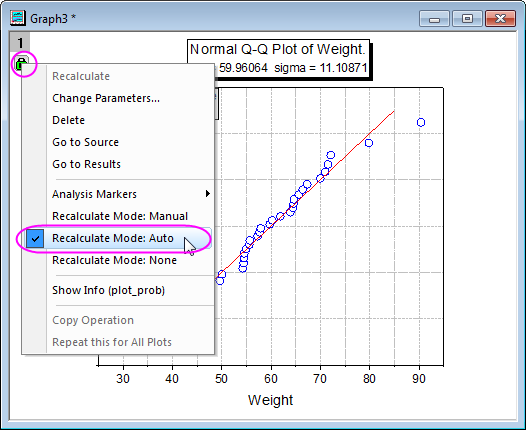 Graph3 *
1
Normal Q-Q Plot of Weight.
59.96064 sigma = 11.10871
Recalculate
Change Parameters...
Delete
Go to Source
Go to Results
Analysis Markers
Recalculate Mode: Manual
Recalculate Mode: Auto
Recalculate Mode: None
Show Info (plot_prob)
Copy Operation
Repeat this for All Plots
30 40 50 60 70 80 90
Weight